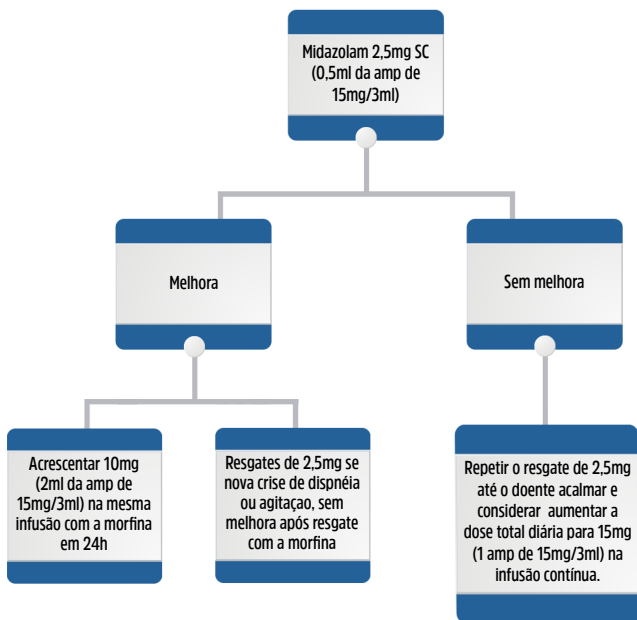 Midazolam 2,5mg SC
(0,5ml da amp de
15mg/3ml)
Melhora
Sem melhora
Acrescentar 10mg
(2ml da amp de
15mg/3ml) na mesma
infusão com a morfina
em 24h
Resgates de 2,5mg se
nova crise de dispnéia
ou agitaçao, sem
melhora após resgate
com a morfina
Repetir o resgate de 2,5mg
até o doente acalmar e
considerar aumentar a
dose total diária para 15mg
(1 amp de 15mg/3ml) na
infusão contínua.